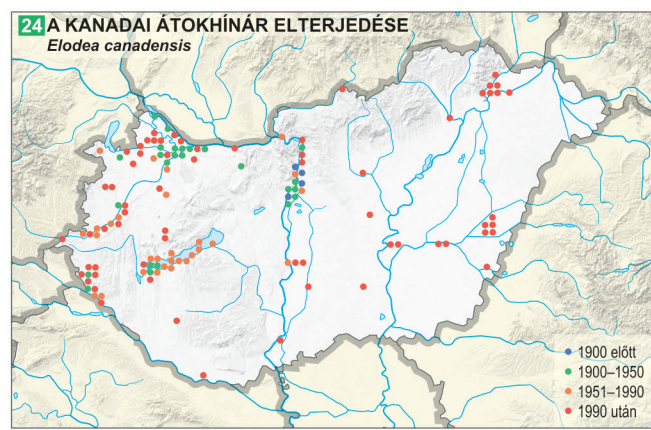 24 A KANADAI ÁTOKHÍNÁR ELTERJEDÉSE
Elodea canadensis
1900 előtt
1900–1950
1951–1990
1990 után